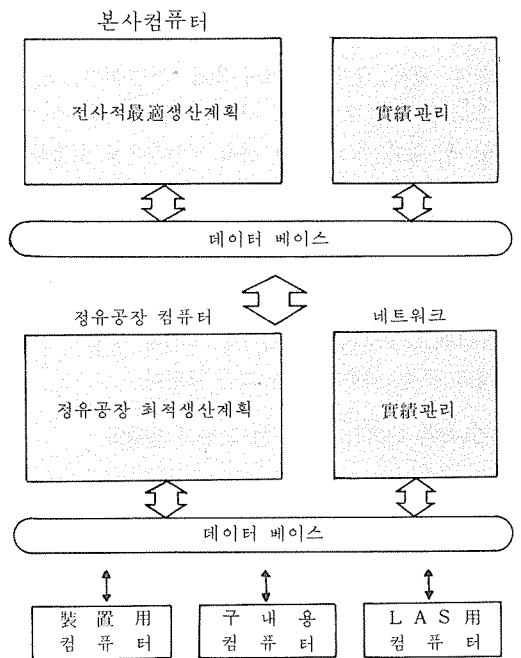 본사컴퓨터
전사적最適생산계획
實績관리
데이터 베이스
정유공장 컴퓨터
네트워크
정유공장 최적생산계획
實績관리
데이터 베이스
裝置用
컴퓨터
구내용
컴퓨터
LAS用
컴퓨터